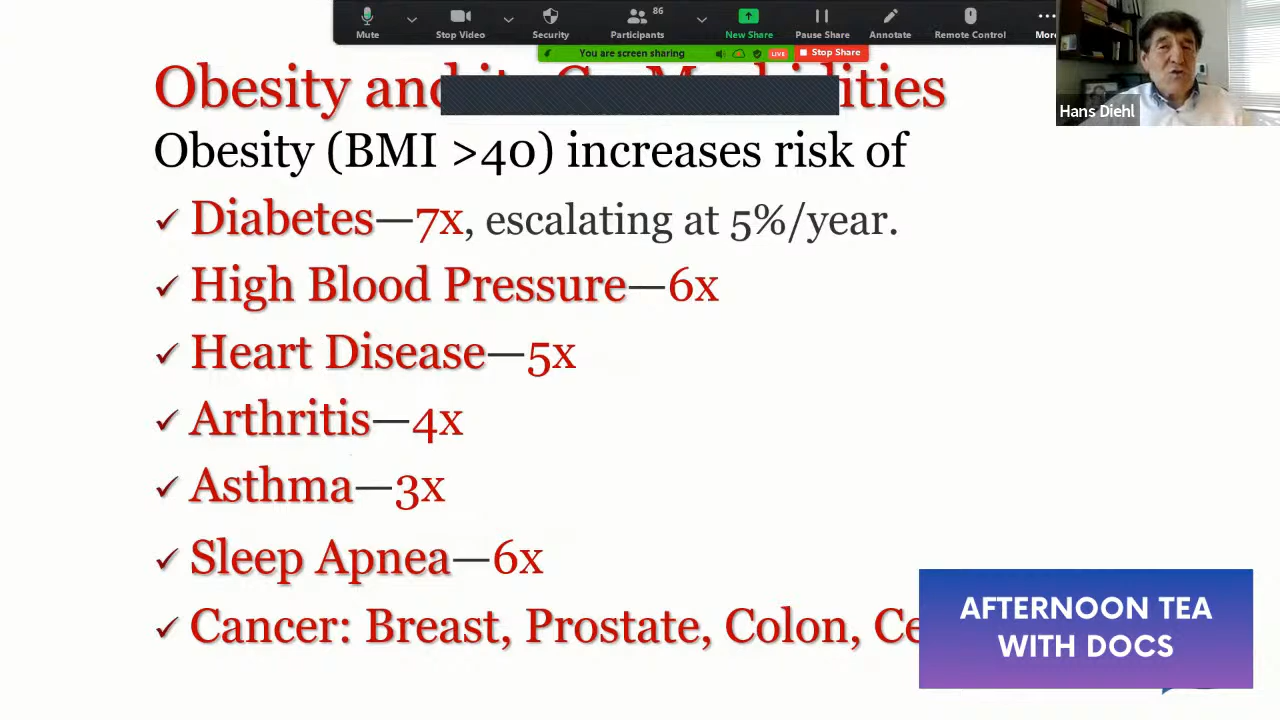 86
Mute
Stop Video
Security
Participants
New Share
Pause Share
Annotate
Remote Control
More
You are screen sharing
LIVE
Stop Share
Hans Diehl
Obesity and its Co-Morbidities
Obesity (BMI >40) increases risk of
✓ Diabetes—7x, escalating at 5%/year.
✓ High Blood Pressure—6x
✓ Heart Disease—5x
✓ Arthritis—4x
✓ Asthma—3x
✓ Sleep Apnea—6x
✓ Cancer: Breast, Prostate, Colon, Ce
AFTERNOON TEA
WITH DOCS